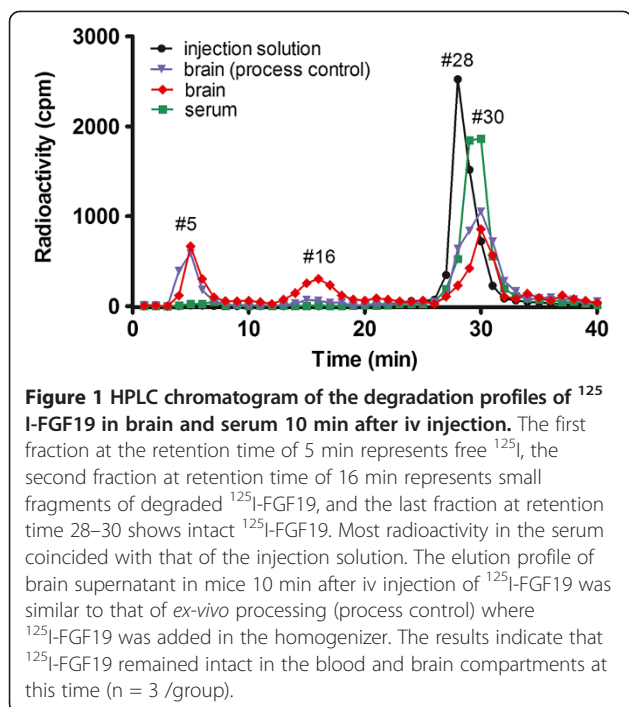 3000
2000
1000
0
Radioactivity (cpm)
injection solution
brain (process control)
brain
serum
#28
#30
#5
#16
0 10 20 30 40
Time (min)
Figure 1 HPLC chromatogram of the degradation profiles of ¹²⁵
I-FGF19 in brain and serum 10 min after iv injection. The first
fraction at the retention time of 5 min represents free ¹²⁵I, the
second fraction at retention time of 16 min represents small
fragments of degraded ¹²⁵I-FGF19, and the last fraction at retention
time 28–30 shows intact ¹²⁵I-FGF19. Most radioactivity in the serum
coincided with that of the injection solution. The elution profile of
brain supernatant in mice 10 min after iv injection of ¹²⁵I-FGF19 was
similar to that of ex-vivo processing (process control) where
¹²⁵I-FGF19 was added in the homogenizer. The results indicate that
¹²⁵I-FGF19 remained intact in the blood and brain compartments at
this time (n = 3 /group).